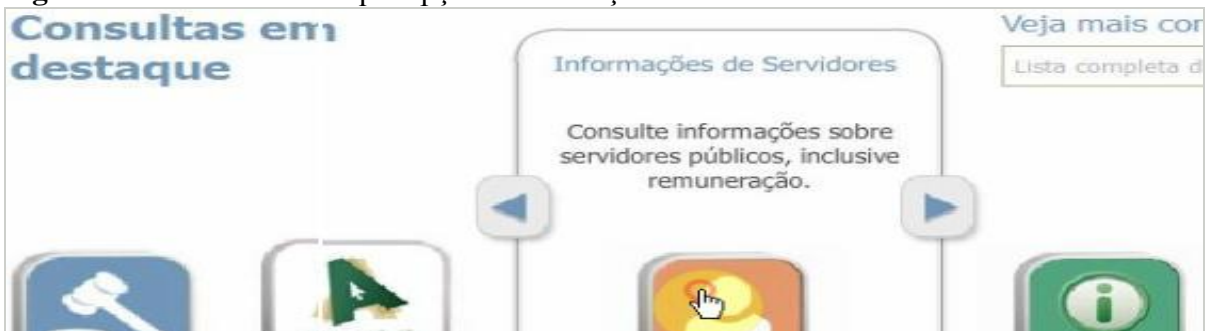 Consultas em
destaque
Informações de Servidores
Consulte informações sobre
servidores públicos, inclusive
remuneração.
Veja mais
Lista completa